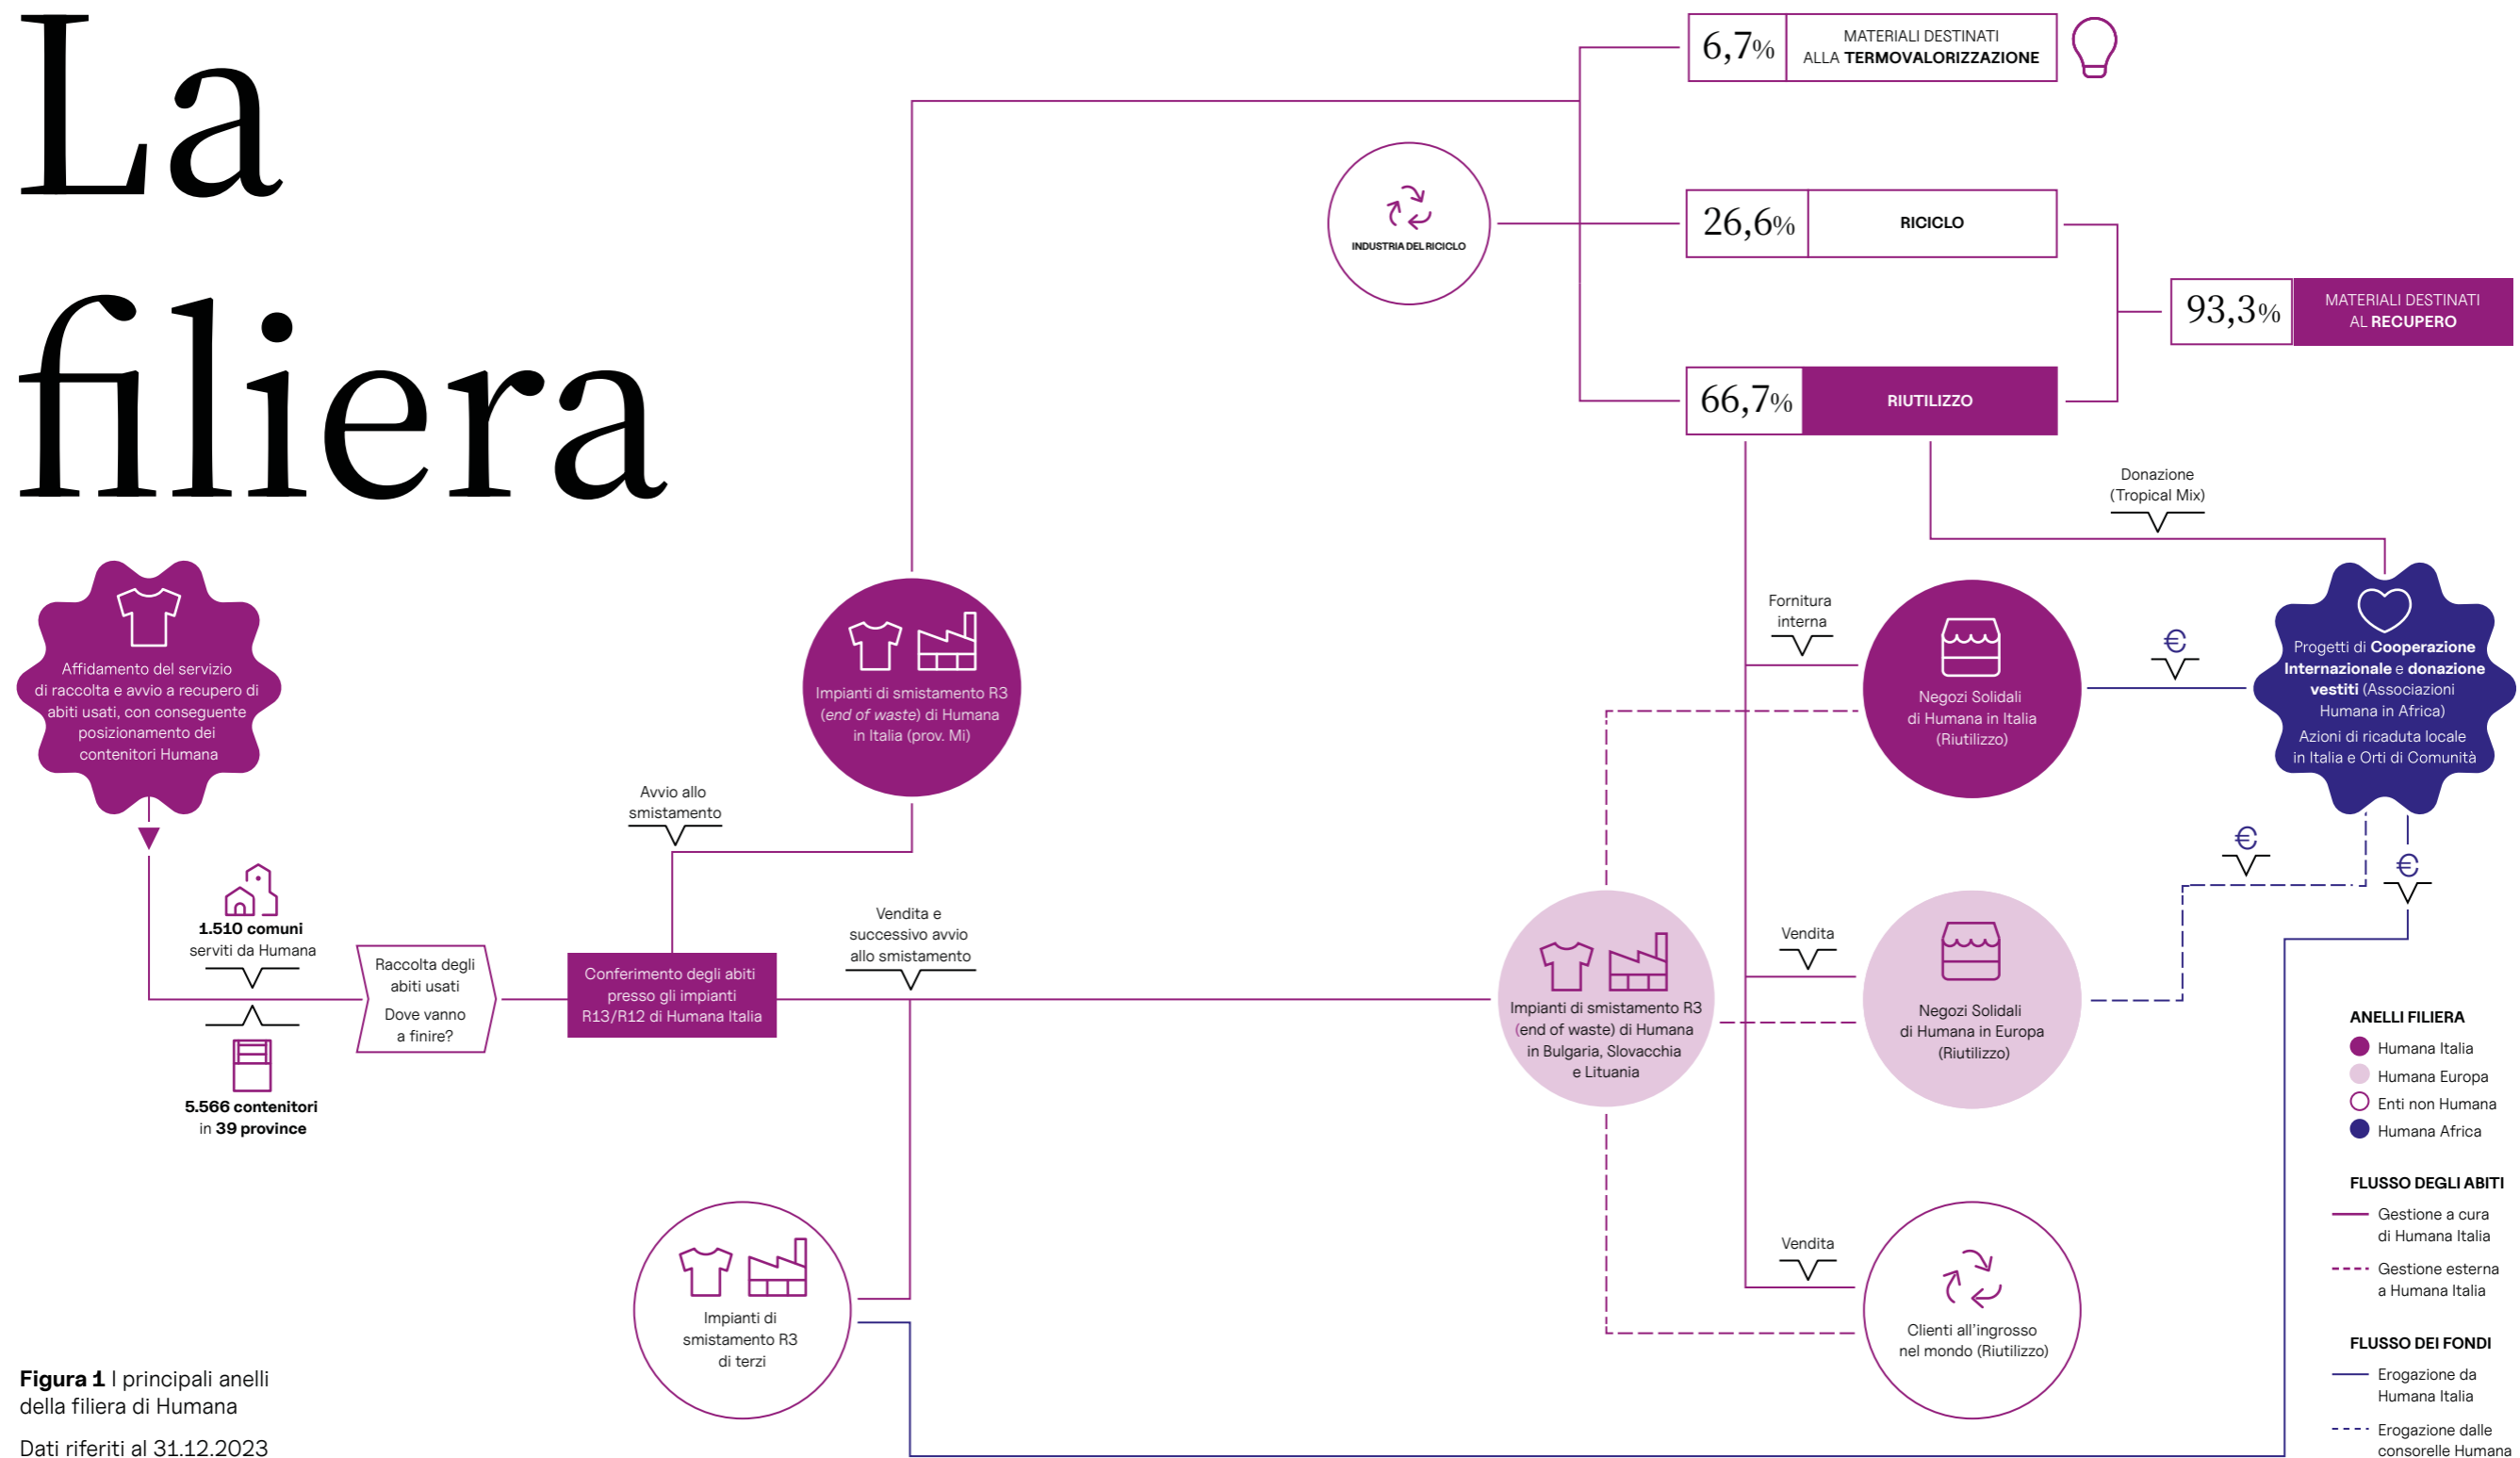 La
filiera
6,7%
MATERIALI DESTINATI
ALLA TERMOVALORIZZAZIONE
INDUSTRIA DEL RICICLO
26,6%
RICICLO
93,3%
MATERIALI DESTINATI
AL RECUPERO
66,7%
RIUTILIZZO
Donazione
(Tropical Mix)
Affidamento del servizio
di raccolta e avvio a recupero di
abiti usati, con conseguente
posizionamento dei
contenitori Humana
Impianti di smistamento R3
(end of waste) di Humana
in Italia (prov. Mi)
Fornitura
interna
Negozi Solidali
di Humana in Italia
(Riutilizzo)
€
Progetti di Cooperazione
Internazionale e donazione
vestiti (Associazioni
Humana in Africa)
Azioni di ricaduta locale
in Italia e Orti di Comunità
Avvio allo
smistamento
€
€
1.510 comuni
serviti da Humana
5.566 contenitori
in 39 province
Raccolta degli
abiti usati
Dove vanno
a finire?
Conferimento degli abiti
presso gli impianti
R13/R12 di Humana Italia
Vendita e
successivo avvio
allo smistamento
Impianti di smistamento R3
(end of waste) di Humana
in Bulgaria, Slovacchia
e Lituania
Vendita
Negozi Solidali
di Humana in Europa
(Riutilizzo)
Impianti di
smistamento R3
di terzi
Vendita
Clienti all'ingrosso
nel mondo (Riutilizzo)
ANELLI FILIERA
Humana Italia
Humana Europa
Enti non Humana
Humana Africa
FLUSSO DEGLI ABITI
Gestione a cura
di Humana Italia
Gestione esterna
a Humana Italia
FLUSSO DEI FONDI
Erogazione da
Humana Italia
Erogazione dalle
consorelle Humana
Figura 1 I principali anelli
della filiera di Humana
Dati riferiti al 31.12.2023